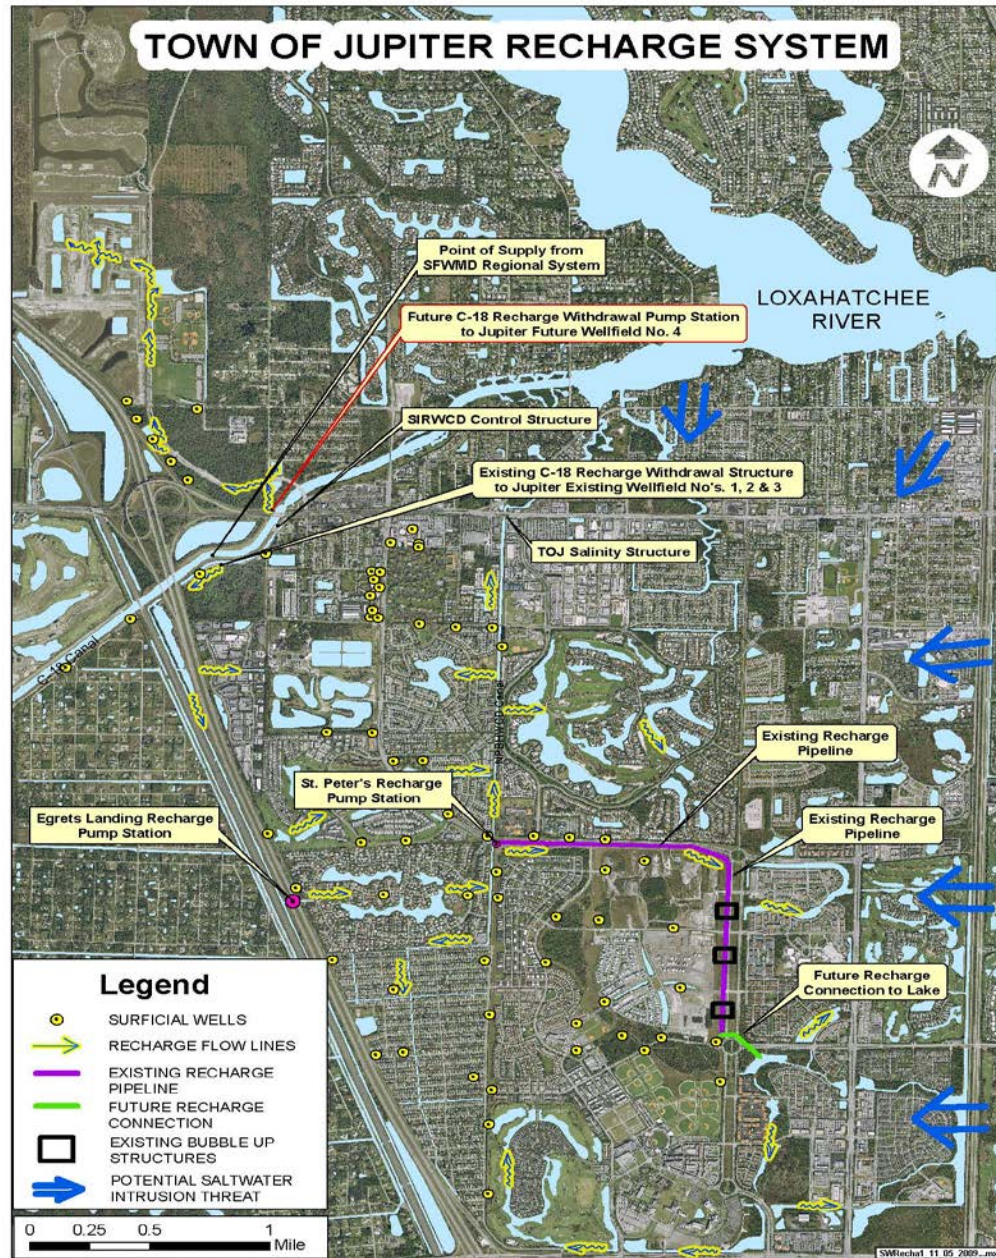 TOWN OF JUPITER RECHARGE SYSTEM
N
Point of Supply from
SFWMD Regional System
LOXAHATCHEE
RIVER
Future C-18 Recharge Withdrawal Pump Station
to Jupiter Future Wellfield No. 4
SIRWCD Control Structure
Existing C-18 Recharge Withdrawal Structure
to Jupiter Existing Wellfield No's. 1, 2 & 3
TOJ Salinity Structure
C-18 Canal
Existing Recharge
Pipeline
St. Peter's Recharge
Pump Station
Egrets Landing Recharge
Pump Station
Existing Recharge
Pipeline
Future Recharge
Connection to Lake
Legend
SURFICIAL WELLS
RECHARGE FLOW LINES
EXISTING RECHARGE
PIPELINE
FUTURE RECHARGE
CONNECTION
EXISTING BUBBLE UP
STRUCTURES
POTENTIAL SALTWATER
INTRUSION THREAT
0 0.25 0.5 1
Mile